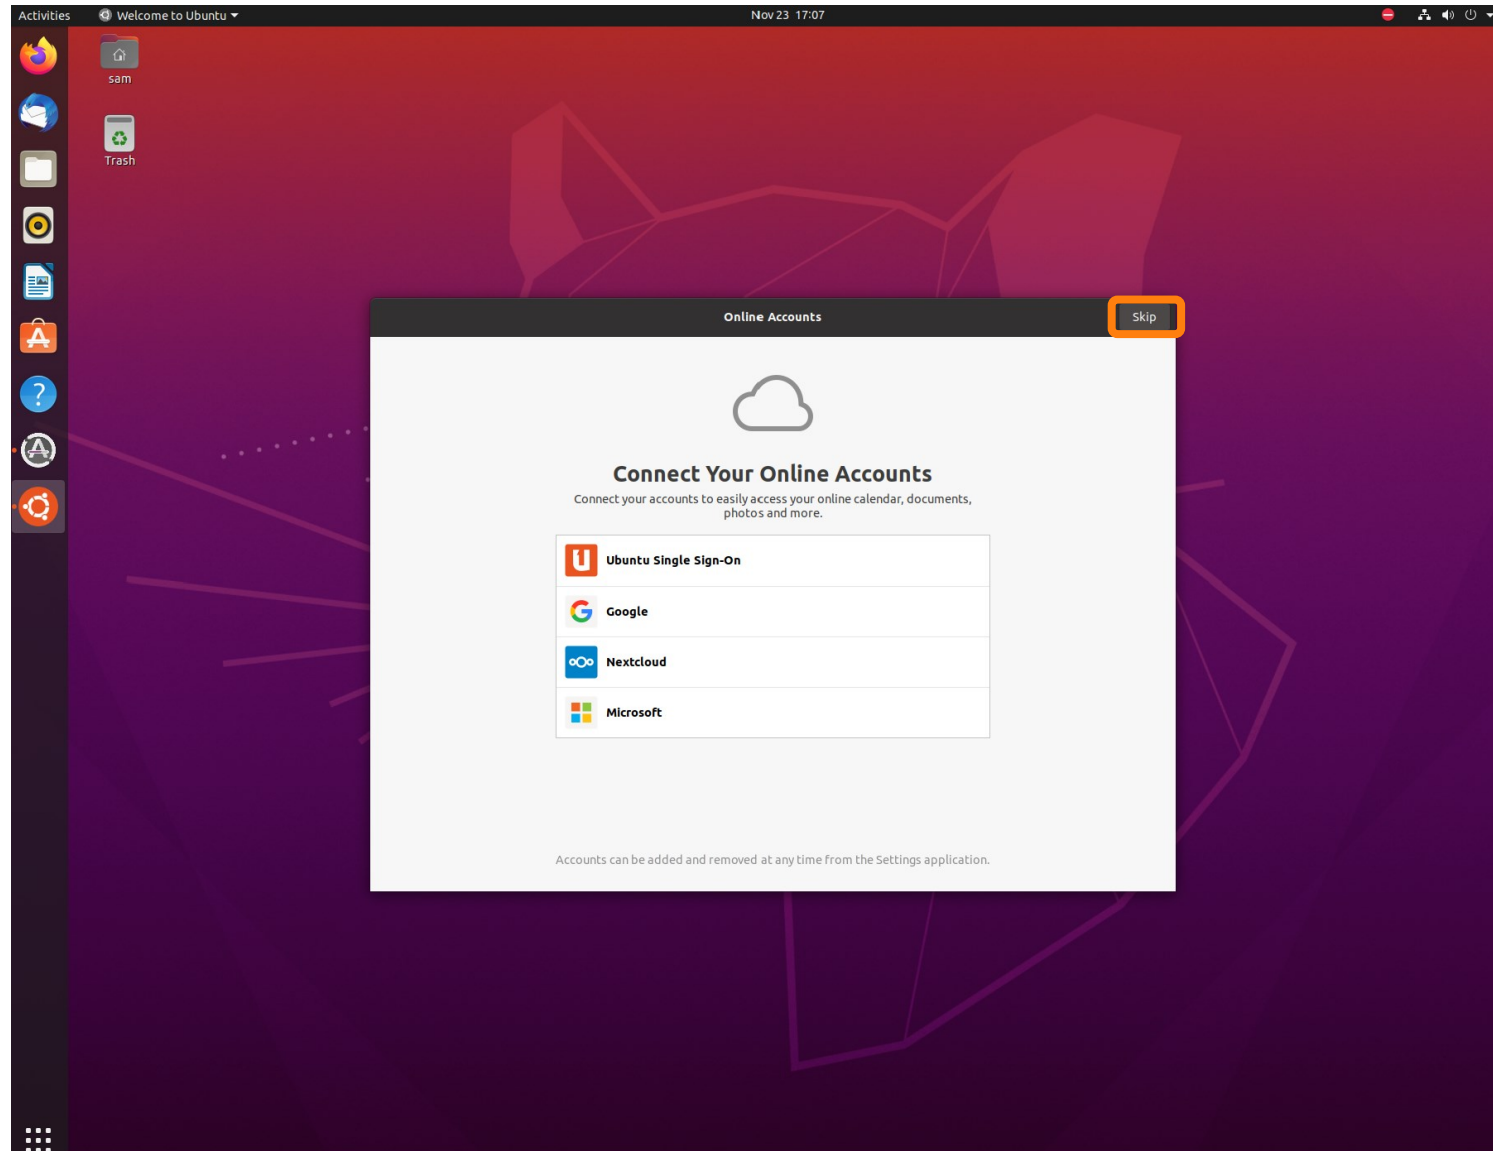 Activities
Welcome to Ubuntu
Nov 23 17:07
sam
Trash
Online Accounts
Skip
Connect Your Online Accounts
Connect your accounts to easily access your online calendar, documents,
photos and more.
Ubuntu Single Sign-On
Google
Nextcloud
Microsoft
Accounts can be added and removed at any time from the Settings application.